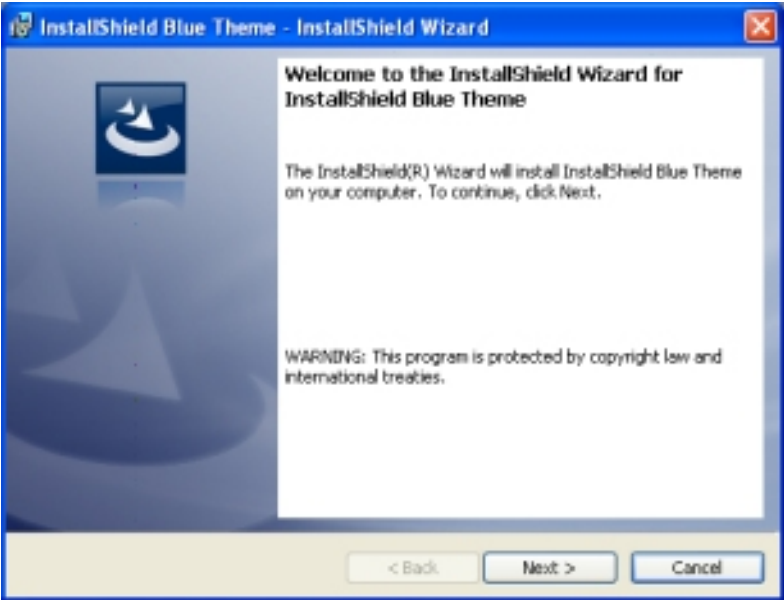 InstallShield Blue Theme - InstallShield Wizard
Welcome to the InstallShield Wizard for
InstallShield Blue Theme
The InstallShield(R) Wizard will install InstallShield Blue Theme
on your computer. To continue, click Next.
WARNING: This program is protected by copyright law and
international treaties.
< Back
Next >
Cancel